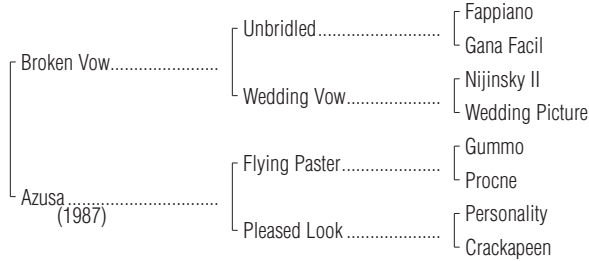 Fappiano
Unbridled........................
Gana Facil
Broken Vow.....................
Nijinsky II
Wedding Vow..................
Wedding Picture
Gummo
Flying Paster...................
Procne
Azusa.............................
(1987)
Personality
Pleased Look..................
Crackapeen